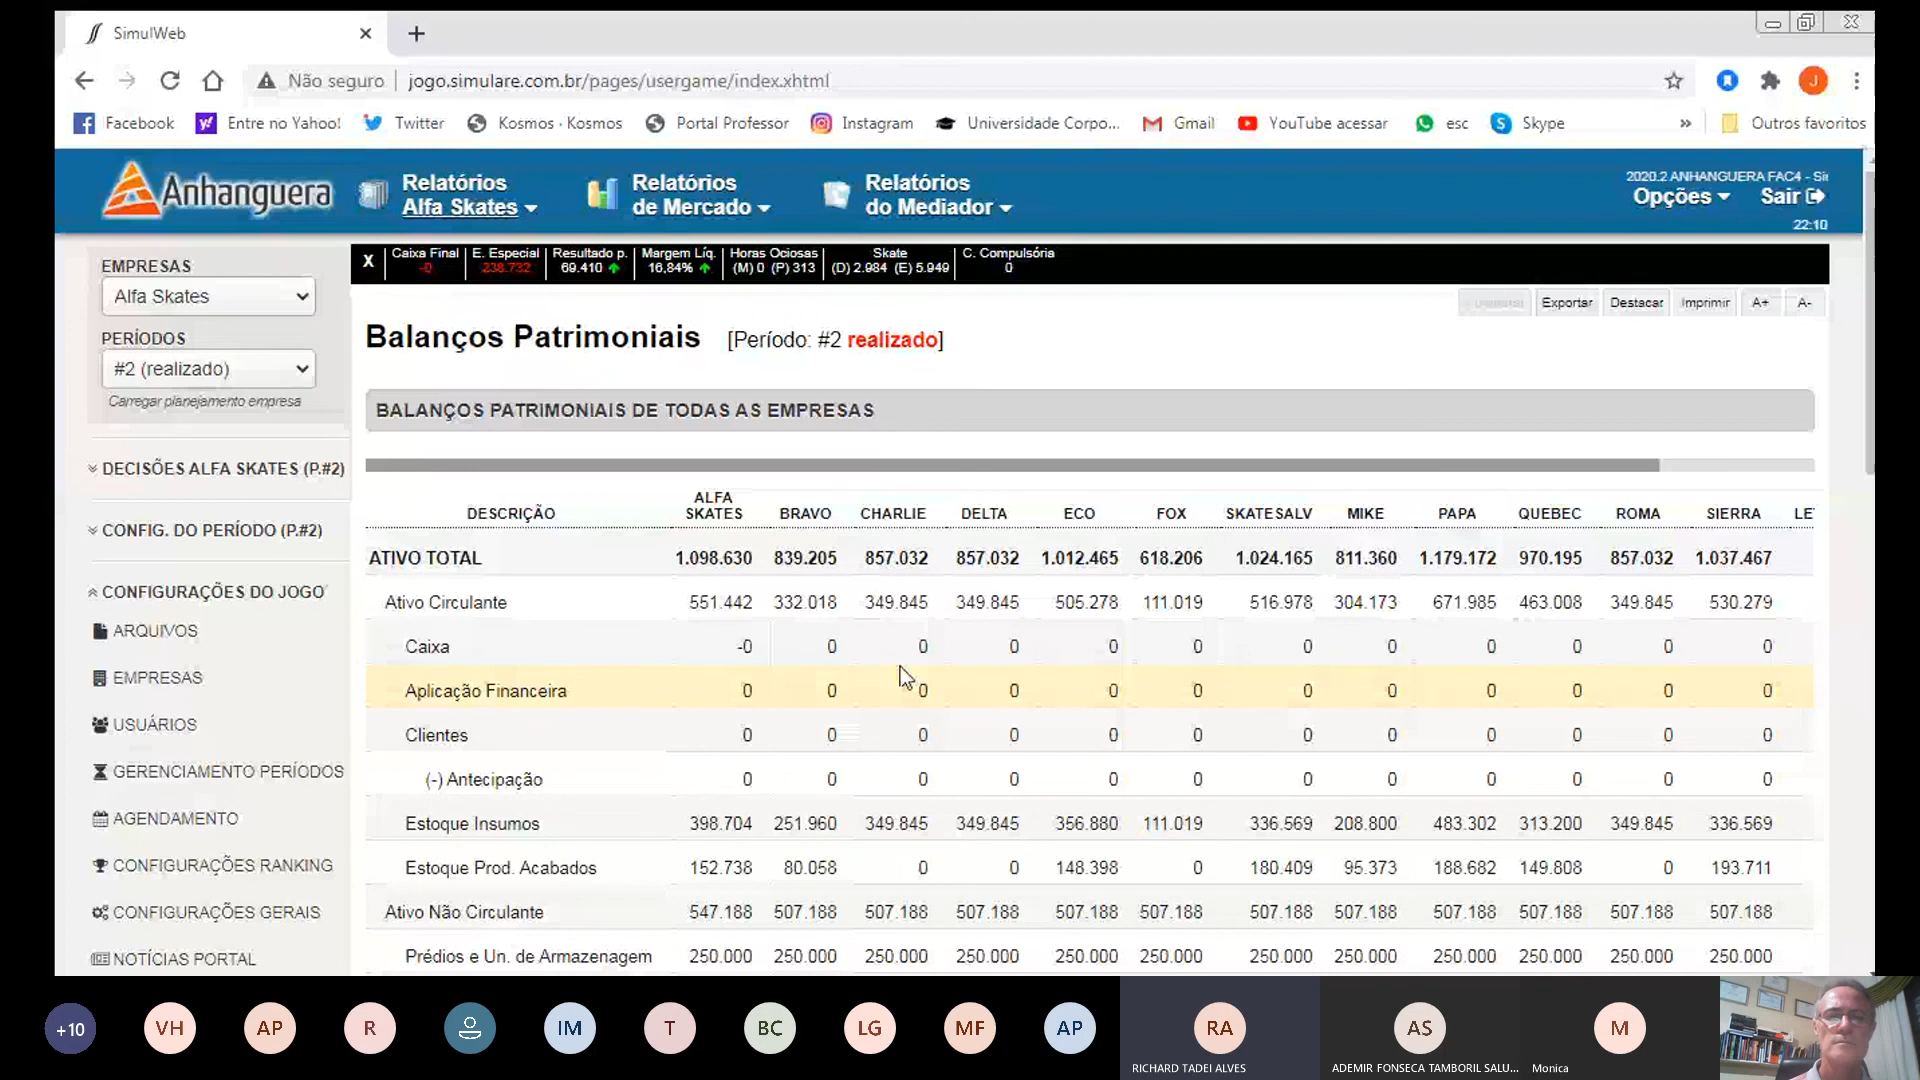 SimulWeb
Não seguro | jogo.simulare.com.br/pages/usergame/index.xhtml
J
Facebook Entre no Yahoo! Twitter Kosmos · Kosmos Portal Professor Instagram Universidade Corpo... Gmail YouTube acessar esc Skype » Outros favoritos
Anhanguera
Relatórios Alfa Skates
Relatórios de Mercado
Relatórios do Mediador
2020.2 ANHANGUERA FAC4 - Sir
Opções Sair
22:10
EMPRESAS
Alfa Skates
PERÍODOS
#2 (realizado)
Carregar planejamento empresa
DECISÕES ALFA SKATES (P.#2)
CONFIG. DO PERÍODO (P.#2)
CONFIGURAÇÕES DO JOGO
ARQUIVOS
EMPRESAS
USUÁRIOS
GERENCIAMENTO PERÍODOS
AGENDAMENTO
CONFIGURAÇÕES RANKING
CONFIGURAÇÕES GERAIS
NOTÍCIAS PORTAL
X Caixa Final E. Especial Resultado p. Margem Líq. Horas Ociosas Skate C. Compulsória
-0 238.732 69.410 16,84% (M) 0 (P) 313 (D) 2.984 (E) 5.949 0
Exportar Destacar Imprimir A+ A-
Balanços Patrimoniais [Período: #2 realizado]
BALANÇOS PATRIMONIAIS DE TODAS AS EMPRESAS
DESCRIÇÃO ALFA SKATES BRAVO CHARLIE DELTA ECO FOX SKATESALV MIKE PAPA QUEBEC ROMA SIERRA LE
ATIVO TOTAL 1.098.630 839.205 857.032 857.032 1.012.465 618.206 1.024.165 811.360 1.179.172 970.195 857.032 1.037.467
Ativo Circulante 551.442 332.018 349.845 349.845 505.278 111.019 516.978 304.173 671.985 463.008 349.845 530.279
Caixa -0 0 0 0 0 0 0 0 0 0 0 0
Aplicação Financeira 0 0 0 0 0 0 0 0 0 0 0 0
Clientes 0 0 0 0 0 0 0 0 0 0 0 0
(-) Antecipação 0 0 0 0 0 0 0 0 0 0 0 0
Estoque Insumos 398.704 251.960 349.845 349.845 356.880 111.019 336.569 208.800 483.302 313.200 349.845 336.569
Estoque Prod. Acabados 152.738 80.058 0 0 148.398 0 180.409 95.373 188.682 149.808 0 193.711
Ativo Não Circulante 547.188 507.188 507.188 507.188 507.188 507.188 507.188 507.188 507.188 507.188 507.188 507.188
Prédios e Un. de Armazenagem 250.000 250.000 250.000 250.000 250.000 250.000 250.000 250.000 250.000 250.000 250.000 250.000
+10 VH AP R IM T BC LG MF AP RA AS M
RICHARD TADEI ALVES ADEMIR FONSECA TAMBORIL SALU... Monica